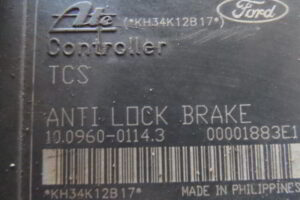 Ate (*KH34K12B17*) Ford
Controller
TCS
ANTI LOCK BRAKE
10.0960-0114.3 00001883E1
*KH34K12B17* MADE IN PHILIPPINES